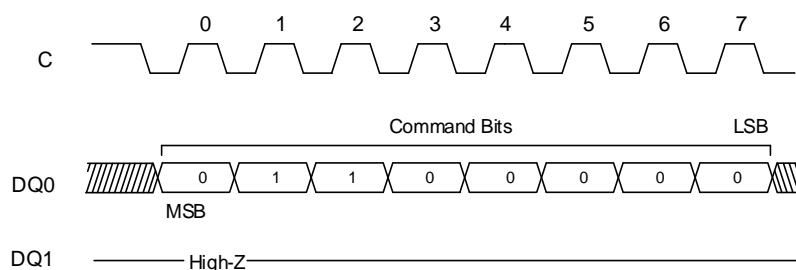 0 1 2 3 4 5 6 7
C
Command Bits LSB
DQ0 0 1 1 0 0 0 0 0
MSB
DQ1 High-Z